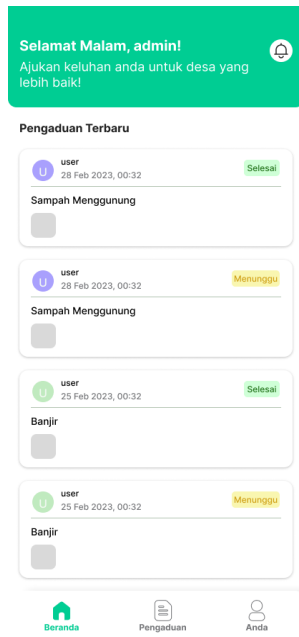 Selamat Malam, admin!
Ajukan keluhan anda untuk desa yang
lebih baik!
Pengaduan Terbaru
U
user
28 Feb 2023, 00:32
Selesai
Sampah Menggunung
U
user
28 Feb 2023, 00:32
Menunggu
Sampah Menggunung
U
user
25 Feb 2023, 00:32
Selesai
Banjir
U
user
25 Feb 2023, 00:32
Menunggu
Banjir
Beranda
Pengaduan
Anda